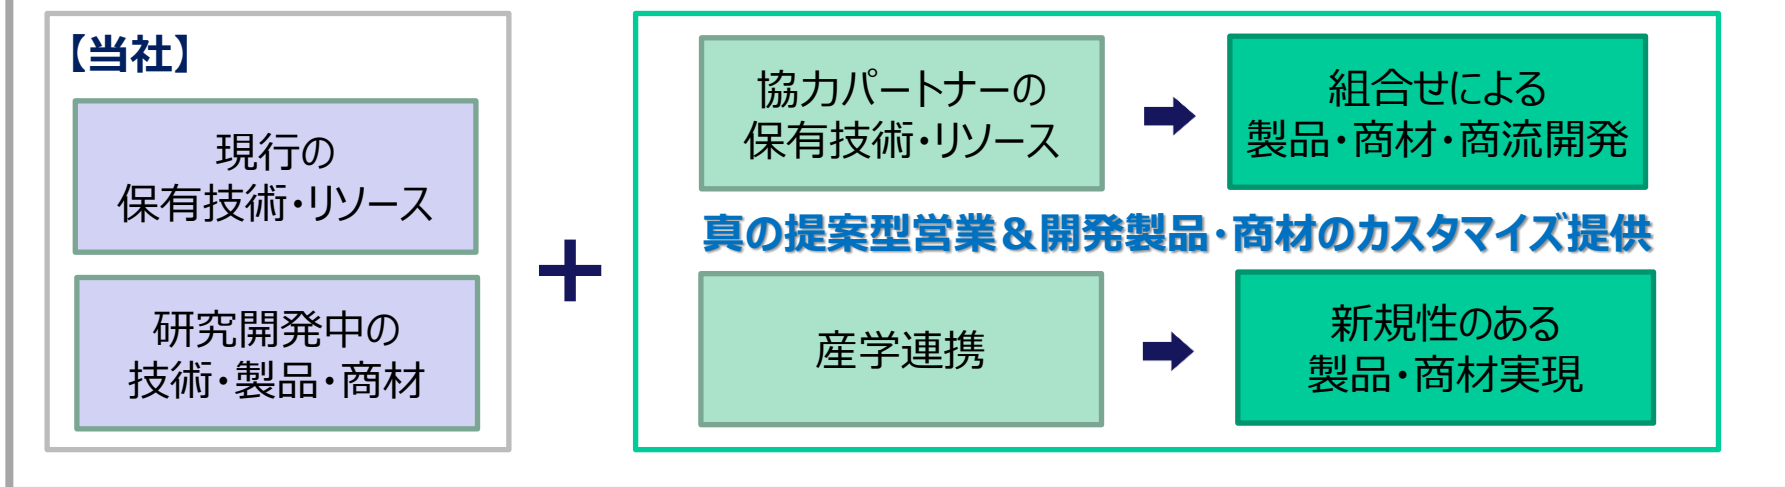 【当社】
現行の
保有技術・リソース
研究開発中の
技術・製品・商材
＋
協力パートナーの
保有技術・リソース
組合せによる
製品・商材・商流開発
真の提案型営業＆開発製品・商材のカスタマイズ提供
産学連携
新規性のある
製品・商材実現